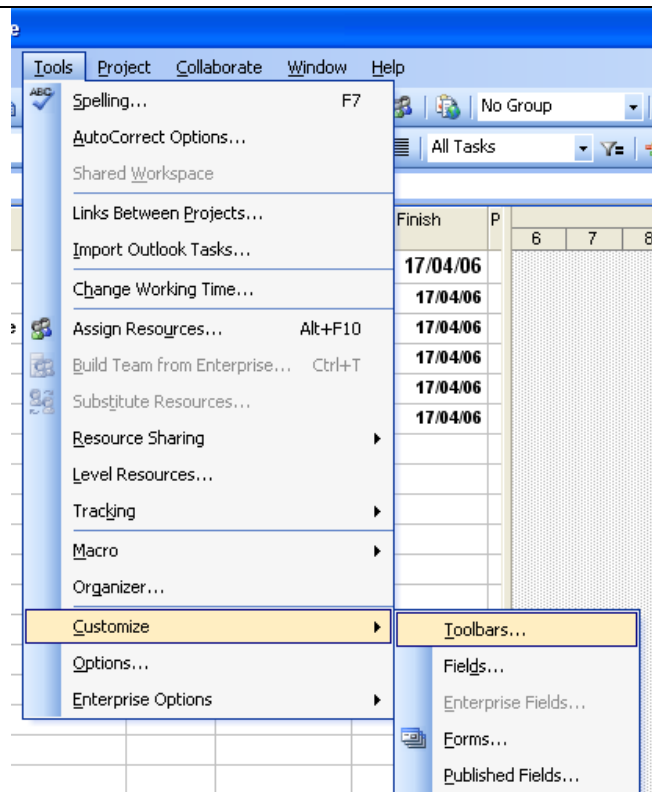 e
Tools Project Collaborate Window Help
ABC Spelling... F7
No Group
AutoCorrect Options...
All Tasks
Shared Workspace
Links Between Projects...
Finish P
6 7 8
Import Outlook Tasks...
17/04/06
Change Working Time...
17/04/06
e Assign Resources... Alt+F10
17/04/06
Build Team from Enterprise... Ctrl+T
17/04/06
Substitute Resources...
17/04/06
17/04/06
Resource Sharing
Level Resources...
Tracking
Macro
Organizer...
Customize
Toolbars...
Options...
Fields...
Enterprise Options
Enterprise Fields...
Forms...
Published Fields...